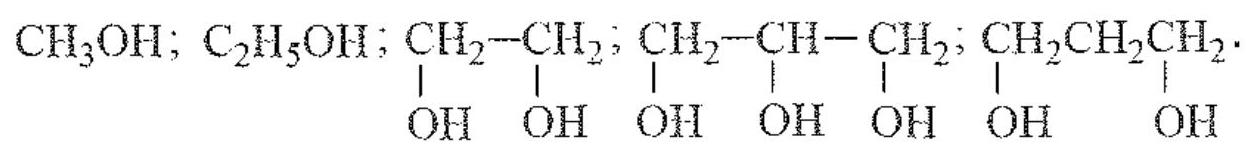 CH₃OH; C₂H₅OH; CH₂–CH₂; CH₂–CH–CH₂; CH₂CH₂CH₂.
OH OH OH OH OH OH OH